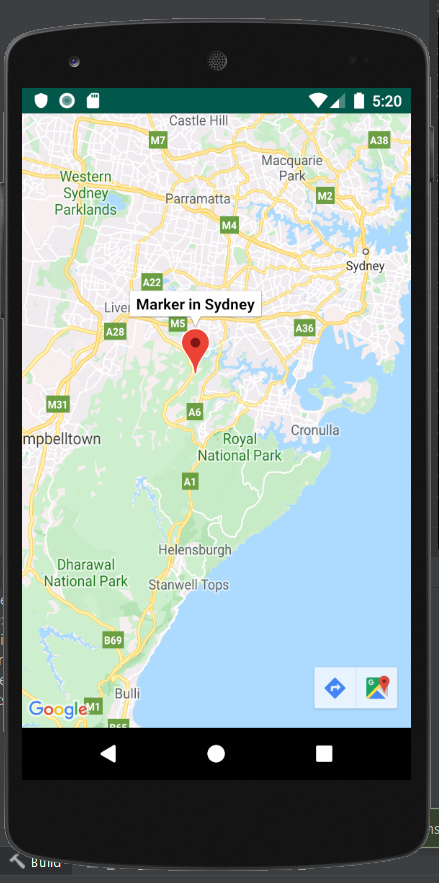 5:20
Castle Hill
M7
A38
Macquarie
Park
Western
Sydney
Parklands
M2
Parramatta
M4
Sydney
A22
Marker in Sydney
Live
M5
A28
A36
M31
A6
mpbelltown
Cronulla
Royal
National Park
A1
Helensburgh
Dharawal
National Park
Stanwell Tops
B69
Bulli
Google
M1
B65
Build